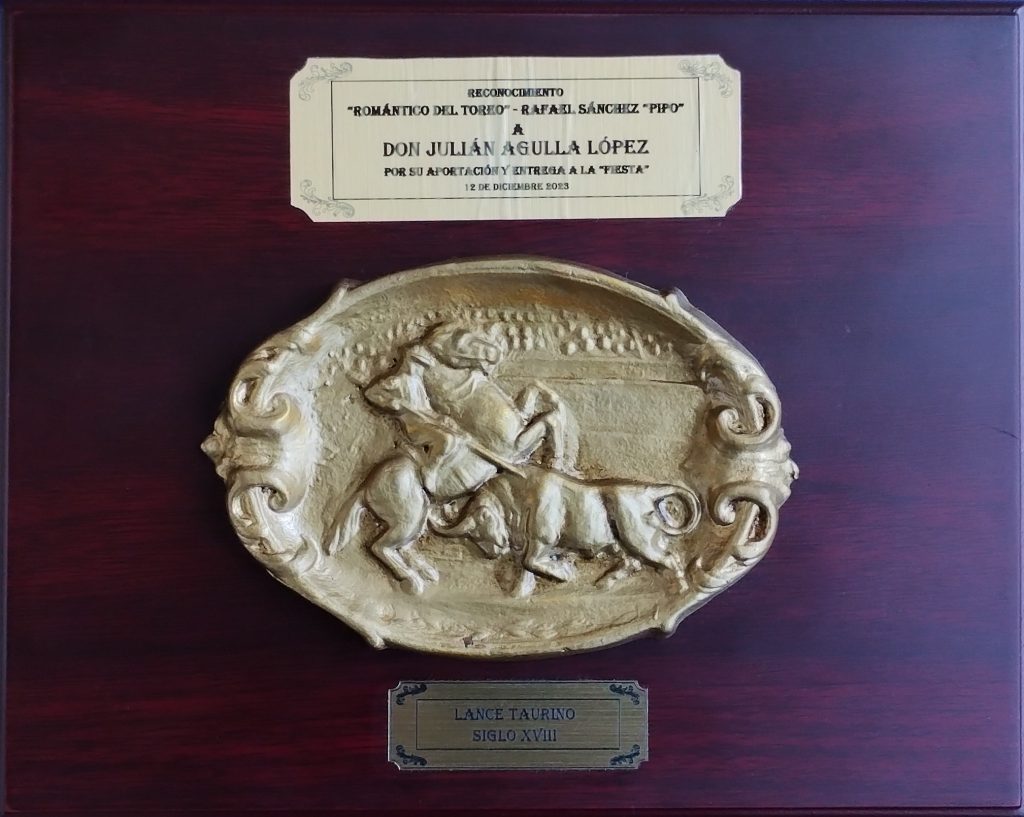 RECONOCIMIENTO
"ROMÁNTICO DEL TOREO" - RAFAEL SÁNCHEZ "PIPO"
A
DON JULIÁN AGULLA LÓPEZ
POR SU APORTACIÓN Y ENTREGA A LA "FIESTA"
12 DE DICIEMBRE 2023
LANCE TAURINO
SIGLO XVIII